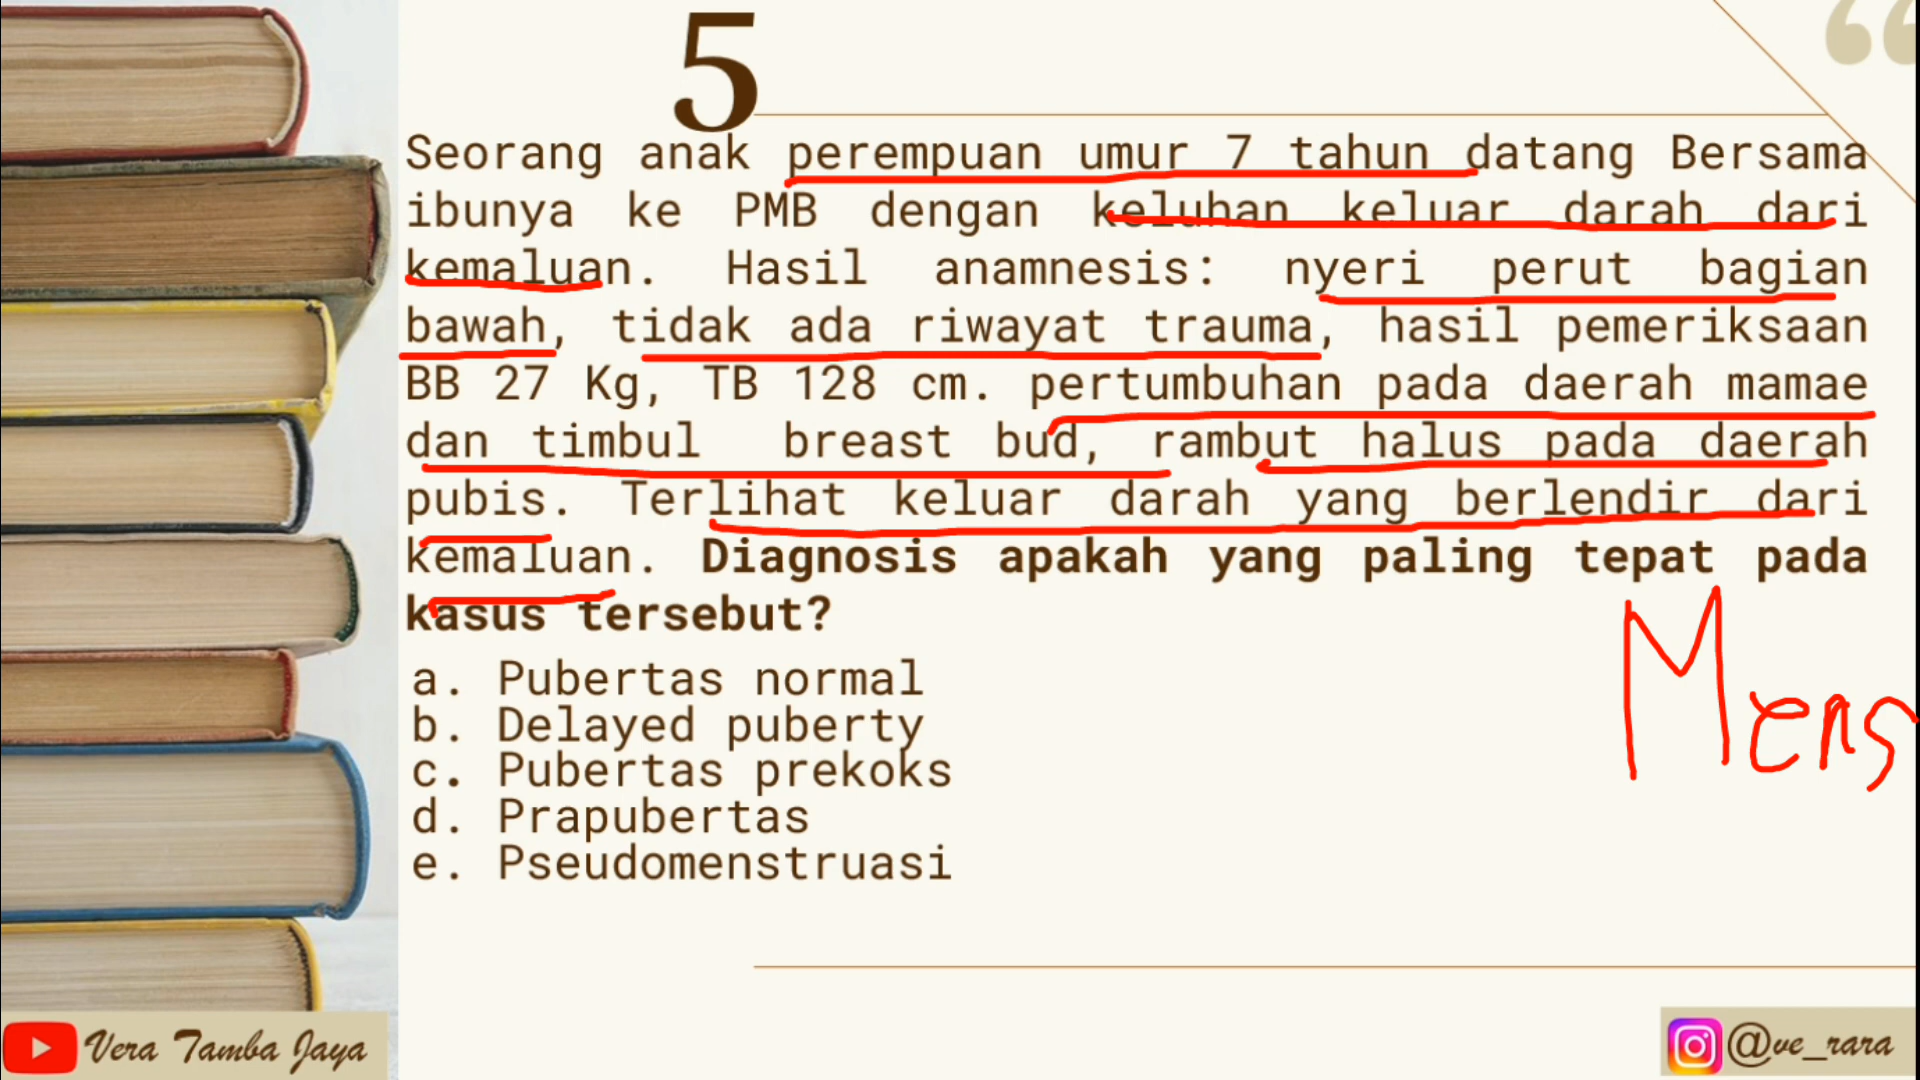 5
Seorang anak perempuan umur 7 tahun datang Bersama
ibunya ke PMB dengan keluhan keluar darah dari
kemaluan. Hasil anamnesis: nyeri perut bagian
bawah, tidak ada riwayat trauma, hasil pemeriksaan
BB 27 Kg, TB 128 cm. pertumbuhan pada daerah mamae
dan timbul breast bud, rambut halus pada daerah
pubis. Terlihat keluar darah yang berlendir dari
kemaluan. Diagnosis apakah yang paling tepat pada
kasus tersebut?
Mens
a. Pubertas normal
b. Delayed puberty
c. Pubertas prekoks
d. Prapubertas
e. Pseudomenstruasi
Vera Tamba Jaya
@ve_rara